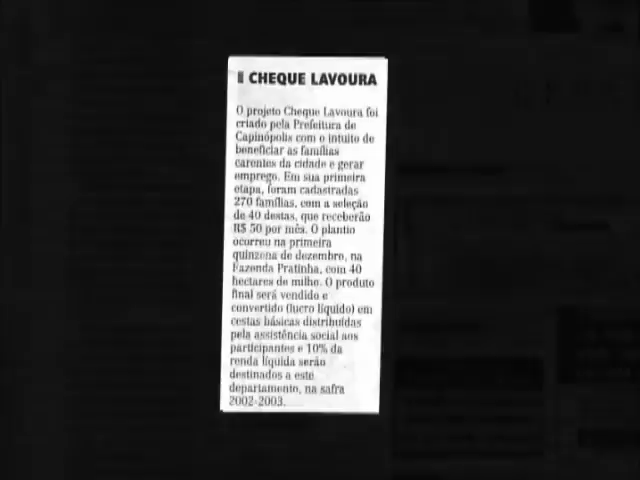 CHEQUE LAVOURA
O projeto Cheque Lavoura foi
criado pela Prefeitura de
Capinópolis com o intuito de
beneficiar as famílias
carentes da cidade e gerar
emprego. Em sua primeira
etapa, foram cadastradas
270 famílias, com a seleção
de 40 destas, que receberão
R$ 50 por mês. O plantio
ocorreu na primeira
quinzena de dezembro, na
Fazenda Pratinha, com 40
hectares de milho. O produto
final será vendido e
convertido (lucro líquido) em
cestas básicas distribuídas
pela assistência social aos
participantes e 10% da
renda líquida serão
destinados a este
departamento, na safra
2002-2003.